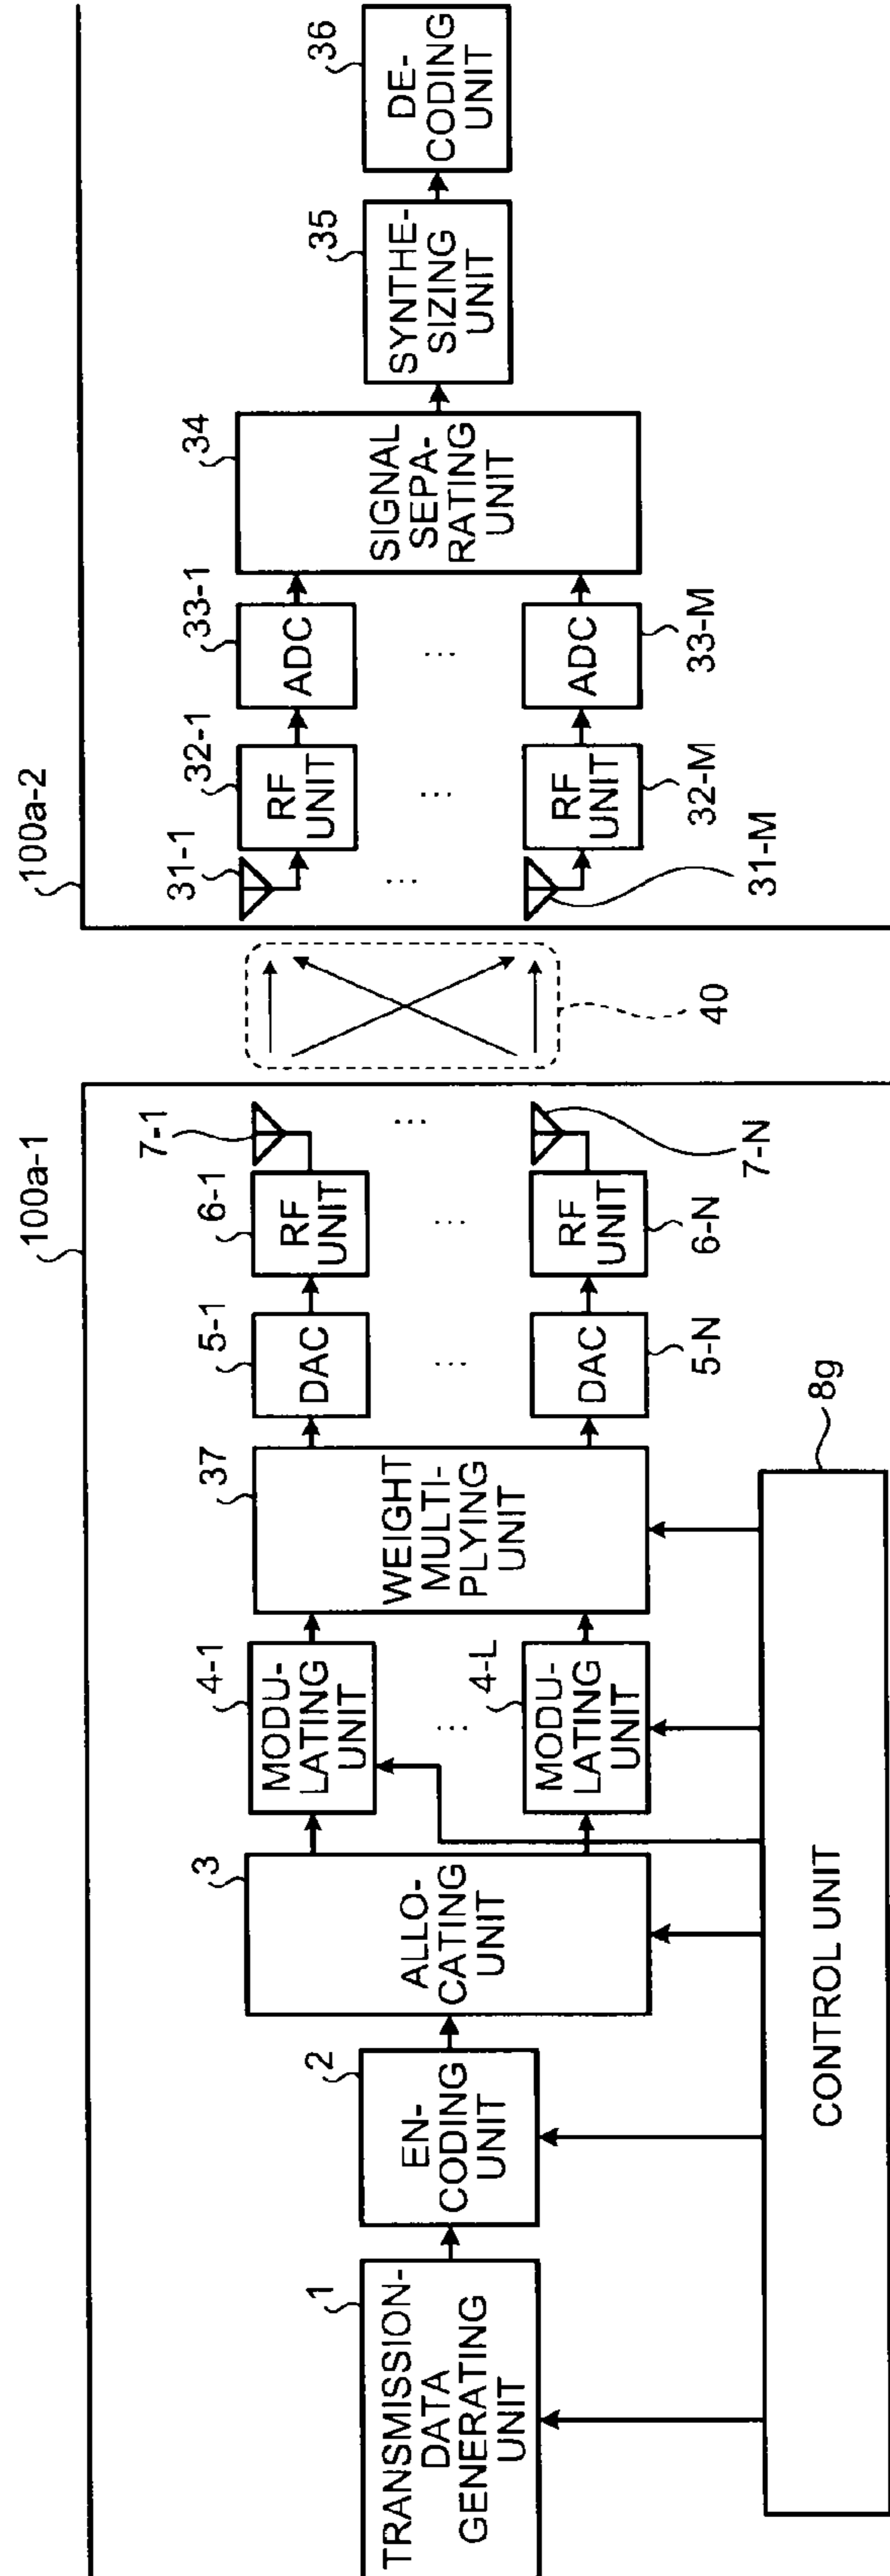 100a-1
1
TRANSMISSION-
DATA
GENERATING
UNIT
2
EN-
CODING
UNIT
3
ALLO-
CATING
UNIT
4-1
MODU-
LATING
UNIT
...
4-L
MODU-
LATING
UNIT
37
WEIGHT
MULTI-
PLYING
UNIT
5-1
DAC
...
DAC
5-N
6-1
RF
UNIT
...
RF
UNIT
6-N
7-1
...
7-N
8g
CONTROL UNIT
40
100a-2
31-1
...
31-M
32-1
RF
UNIT
...
RF
UNIT
32-M
33-1
ADC
...
ADC
33-M
34
SIGNAL
SEPA-
RATING
UNIT
35
SYNTHE-
SIZING
UNIT
36
DE-
CODING
UNIT